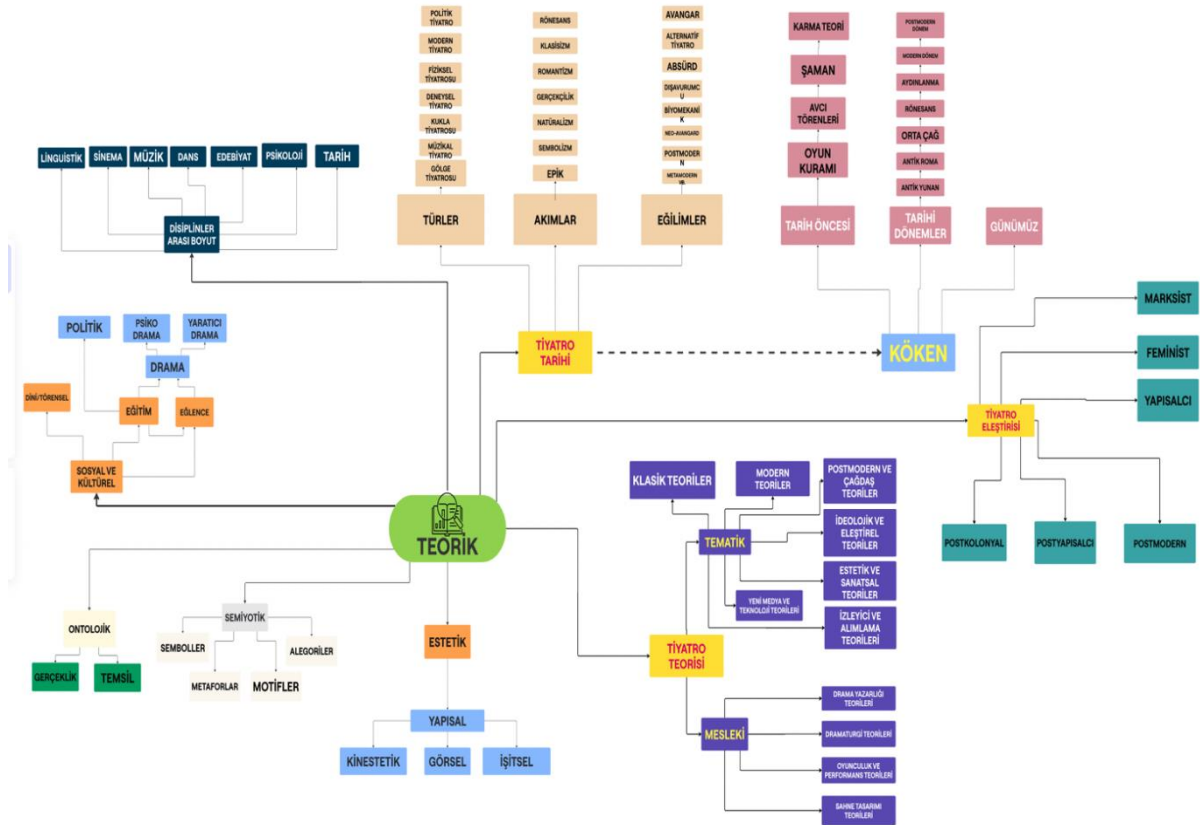 POLİTİK
TİYATRO
MODERN
TİYATRO
FİZİKSEL
TİYATROSU
DENEYSEL
TİYATRO
KUKLA
TİYATROSU
MÜZİKAL
TİYATRO
GÖLGE
TİYATROSU
TÜRLER
RÖNESANS
KLASİSİZM
ROMANTİZM
GERÇEKÇİLİK
NATÜRALİZM
SEMBOLİZM
EPİK
AKIMLAR
AVANGAR
ALTERNATİF
TİYATRO
ABSÜRD
DIŞAVURUMC
U
BİYOMEKANİ
K
NEO-AVANGARD
POSTMODER
N
METAMODERN
VB.
EĞİLİMLER
KARMA TEORİ
ŞAMAN
AVCI
TÖRENLERİ
OYUN
KURAMI
TARİH ÖNCESİ
POSTMODERN
DÖNEM
MODERN DÖNEM
AYDINLANMA
RÖNESANS
ORTA ÇAĞ
ANTİK ROMA
ANTİK YUNAN
TARİHİ
DÖNEMLER
GÜNÜMÜZ
LİNGUİSTİK
SİNEMA
MÜZİK
DANS
EDEBİYAT
PSİKOLOJİ
TARİH
DİSİPLİNLER
ARASI BOYUT
TİYATRO
TARİHİ
KÖKEN
POLİTİK
PSİKO
DRAMA
YARATICI
DRAMA
DRAMA
DİNİ/TÖRENSEL
EĞİTİM
EĞLENCE
SOSYAL VE
KÜLTÜREL
MARKSİST
FEMİNİST
YAPISALCI
TİYATRO
ELEŞTİRİSİ
POSTKOLONYAL
POSTYAPISALCI
POSTMODERN
TEORİK
KLASİK TEORİLER
MODERN
TEORİLER
POSTMODERN VE
ÇAĞDAŞ
TEORİLER
TEMATİK
İDEOLOJİK VE
ELEŞTİREL
TEORİLER
ESTETİK VE
SANATSAL
TEORİLER
YENİ MEDYA VE
TEKNOLOJİ TEORİLERİ
İZLEYİCİ VE
ALIMLAMA
TEORİLERİ
TİYATRO
TEORİSİ
ONTOLOJİK
GERÇEKLİK
TEMSİL
SEMİYOTİK
SEMBOLLER
ALEGORİLER
METAFORLAR
MOTİFLER
ESTETİK
YAPISAL
KİNESTETİK
GÖRSEL
İŞİTSEL
MESLEKİ
DRAMA YAZARLIĞI
TEORİLERİ
DRAMATURGİ TEORİLERİ
OYUNCULUK VE
PERFORMANS TEORİLERİ
SAHNE TASARIMI
TEORİLERİ